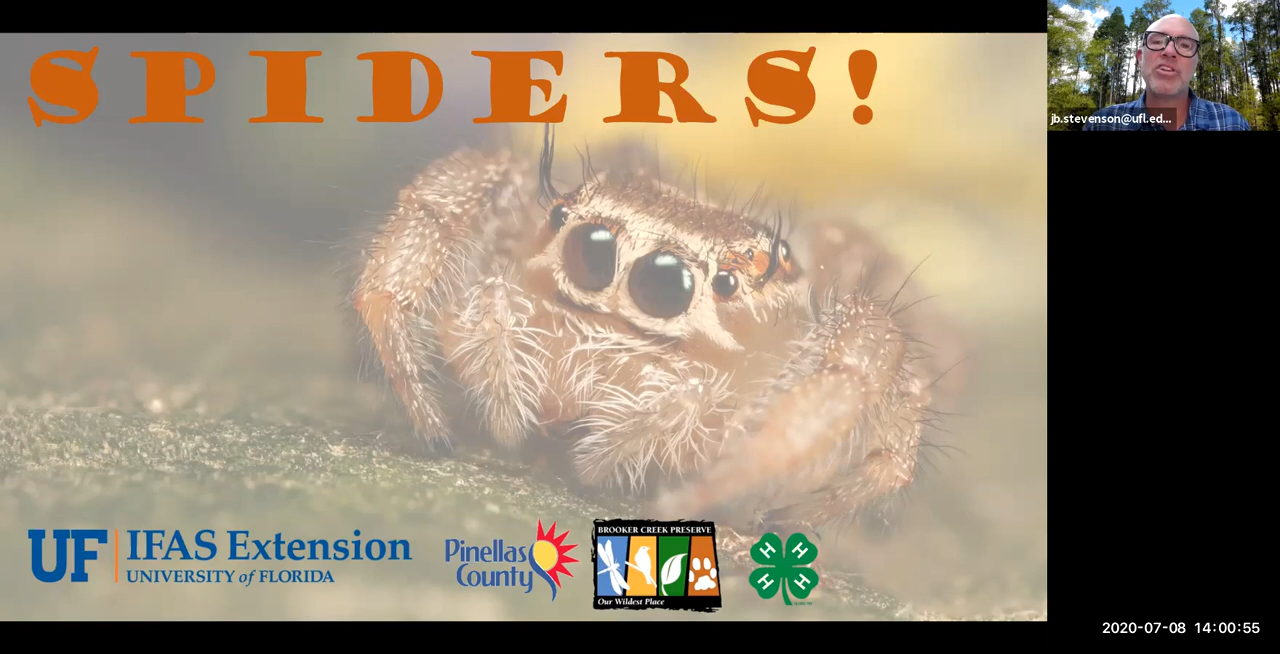 SPIDERS!
jb.stevenson@ufl.ed...
UF IFAS Extension
UNIVERSITY of FLORIDA
Pinellas
County
BROOKER CREEK PRESERVE
Our Wildest Place
H H
H H
2020-07-08 14:00:55